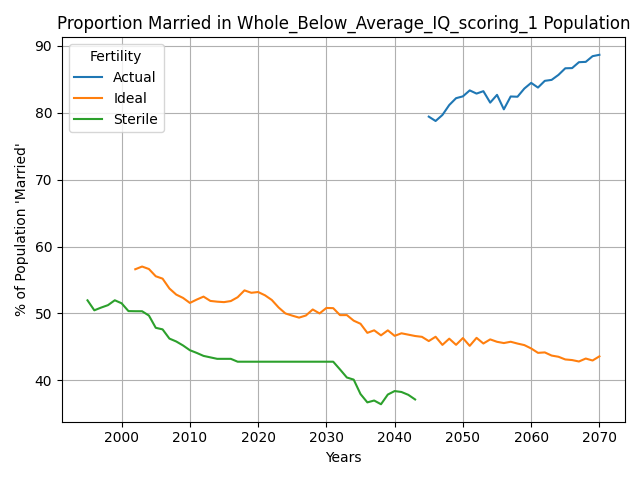 Proportion Married in Whole_Below_Average_IQ_scoring_1 Population
Fertility
Actual
Ideal
Sterile
% of Population 'Married'
90
80
70
60
50
40
2000 2010 2020 2030 2040 2050 2060 2070
Years